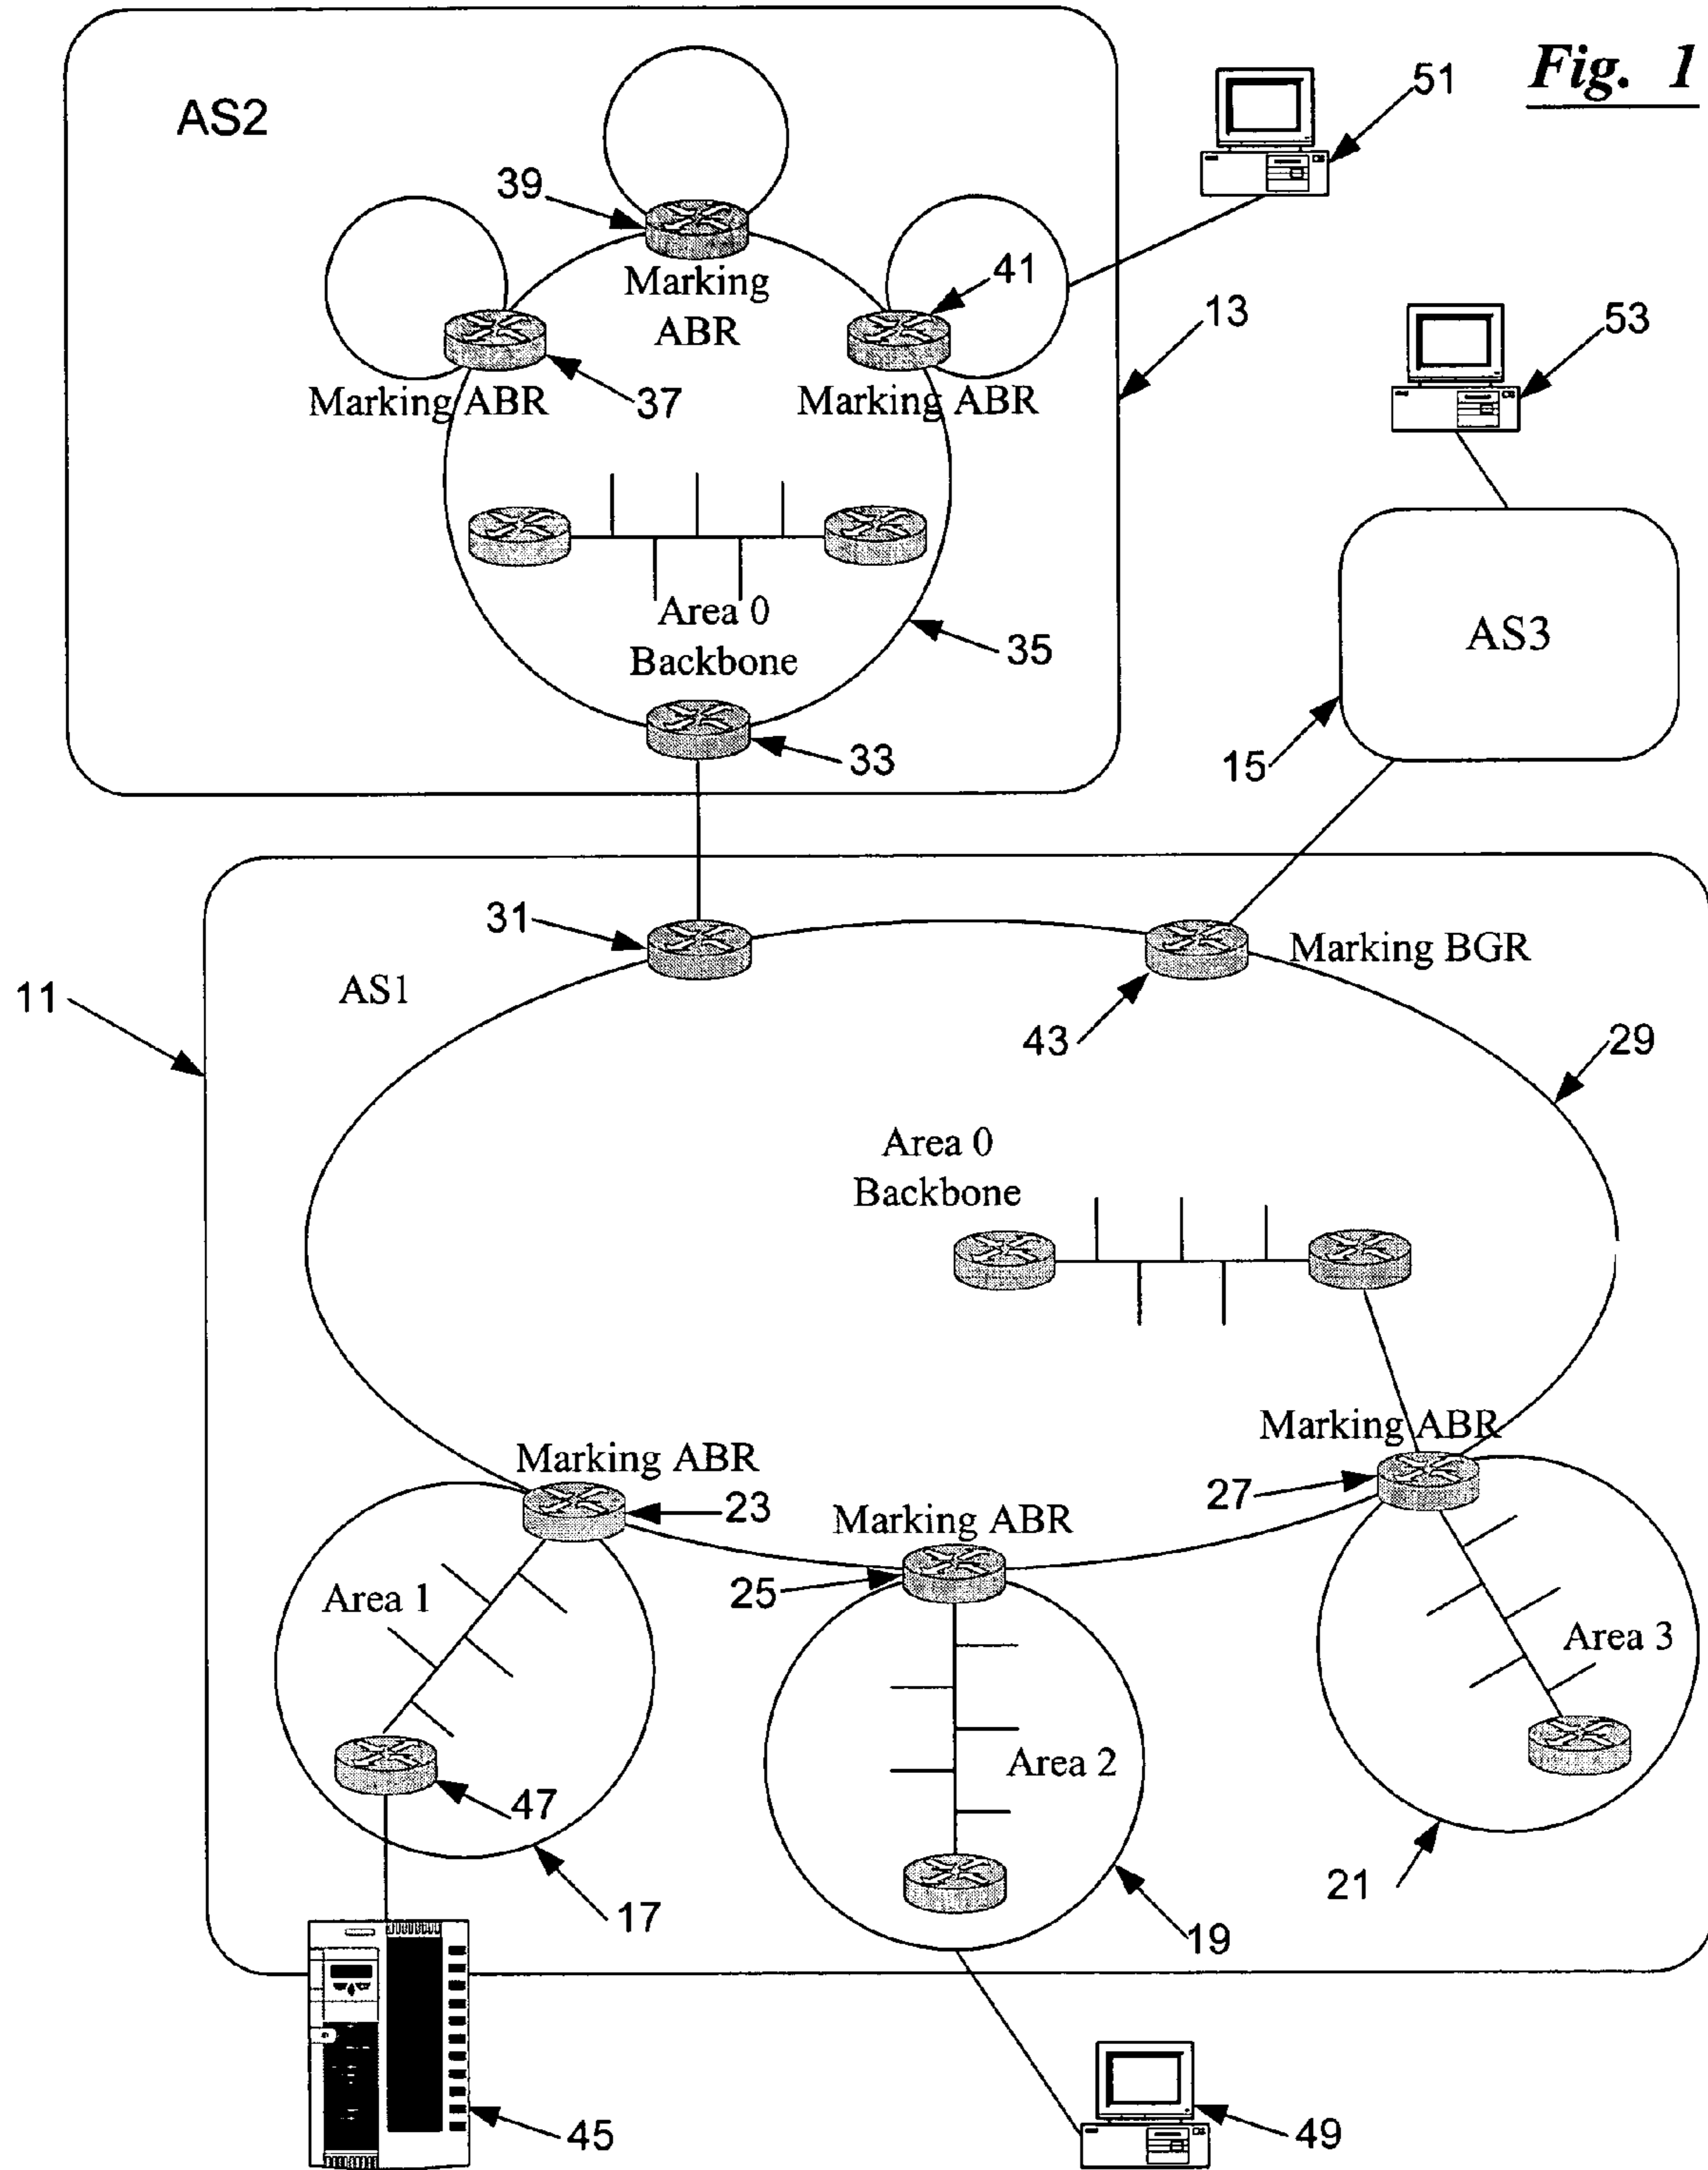 Fig. 1
51
AS2
39
Marking
ABR
41
13
53
Marking ABR
37
Marking ABR
Area 0
Backbone
35
AS3
33
15
31
Marking BGR
AS1
11
43
29
Area 0
Backbone
Marking ABR
Marking ABR
23
27
Marking ABR
25
Area 1
Area 3
Area 2
47
21
17
19
45
49